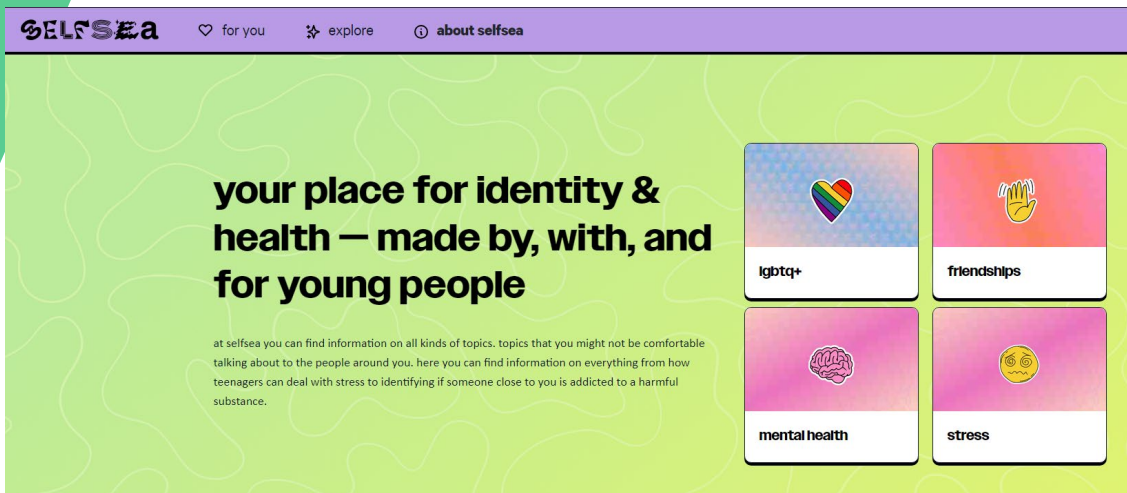 SELFSEa
for you
explore
about selfsea
your place for identity &
health — made by, with, and
for young people
at selfsea you can find information on all kinds of topics. topics that you might not be comfortable
talking about to the people around you. here you can find information on everything from how
teenagers can deal with stress to identifying if someone close to you is addicted to a harmful
substance.
lgbtq+
friendships
mental health
stress